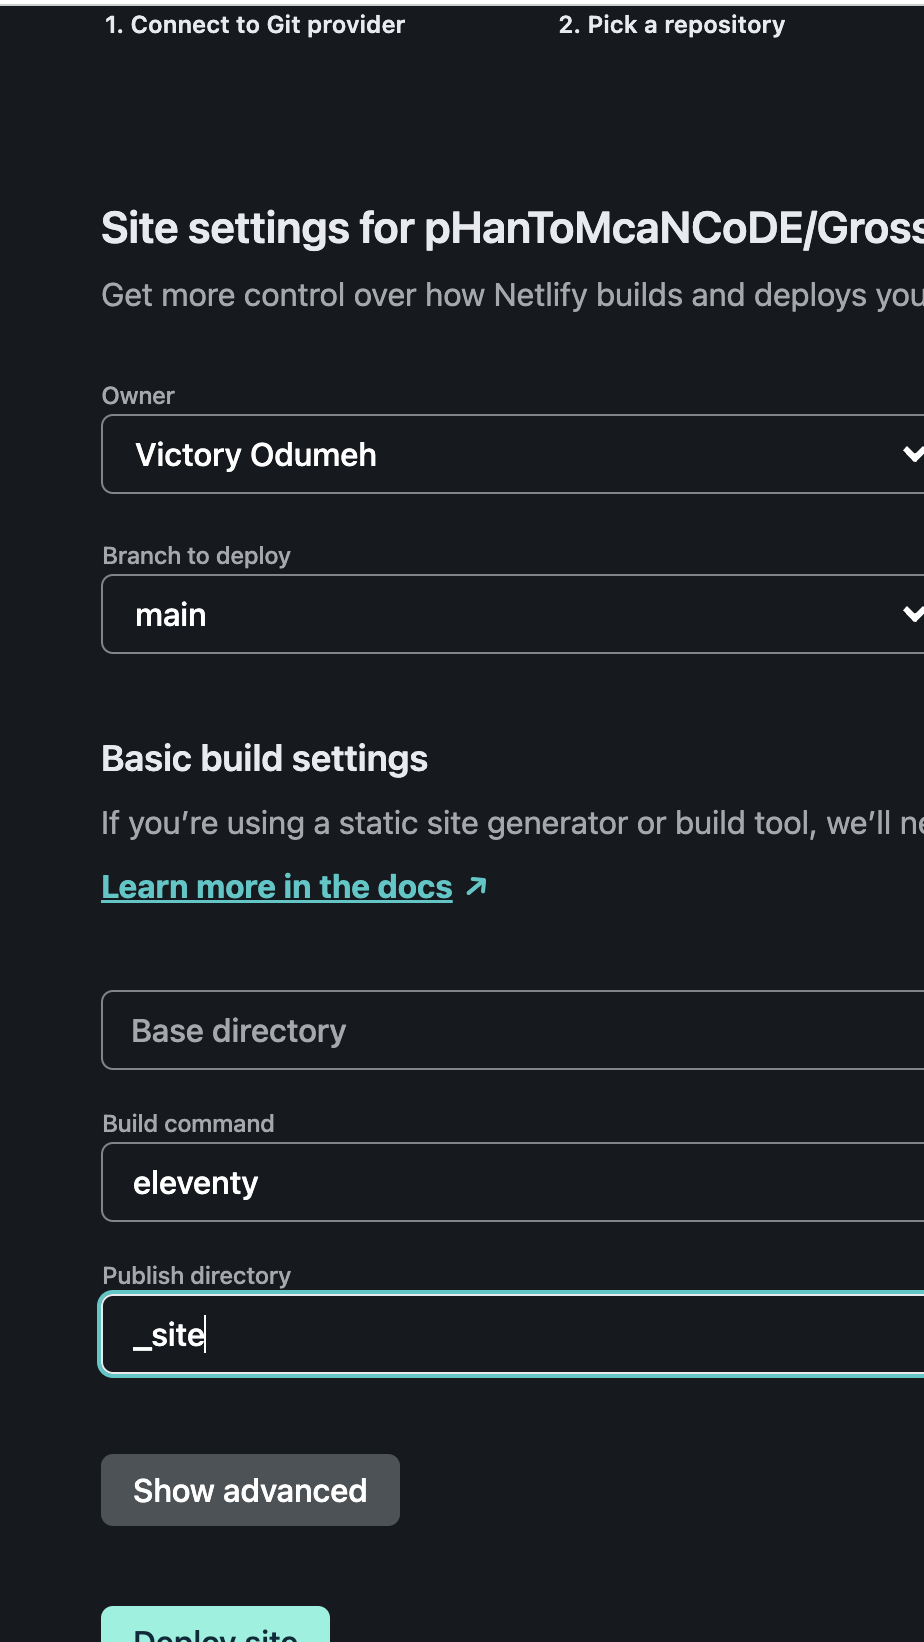 1. Connect to Git provider
2. Pick a repository
Site settings for pHanToMcaNCoDE/Gross
Get more control over how Netlify builds and deploys you
Owner
Victory Odumeh
Branch to deploy
main
Basic build settings
If you’re using a static site generator or build tool, we’ll ne
Learn more in the docs
Base directory
Build command
eleventy
Publish directory
_site
Show advanced
Deploy site